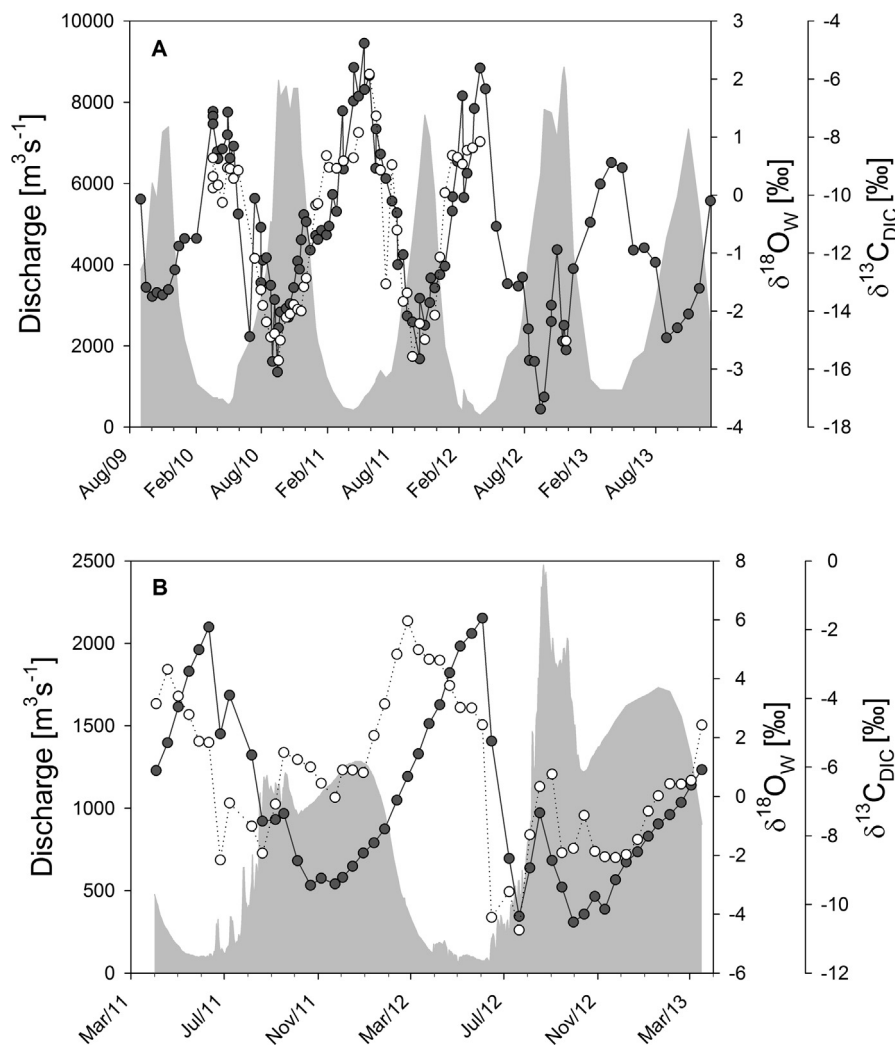 A
Discharge [m³s⁻¹]
10000
8000
6000
4000
2000
0
3
2
1
0
-1
-2
-3
-4
δ¹⁸O_W [‰]
-4
-6
-8
-10
-12
-14
-16
-18
δ¹³C_DIC [‰]
Aug/09
Feb/10
Aug/10
Feb/11
Aug/11
Feb/12
Aug/12
Feb/13
Aug/13
B
Discharge [m³s⁻¹]
2500
2000
1500
1000
500
0
8
6
4
2
0
-2
-4
-6
δ¹⁸O_W [‰]
0
-2
-4
-6
-8
-10
-12
δ¹³C_DIC [‰]
Mar/11
Jul/11
Nov/11
Mar/12
Jul/12
Nov/12
Mar/13